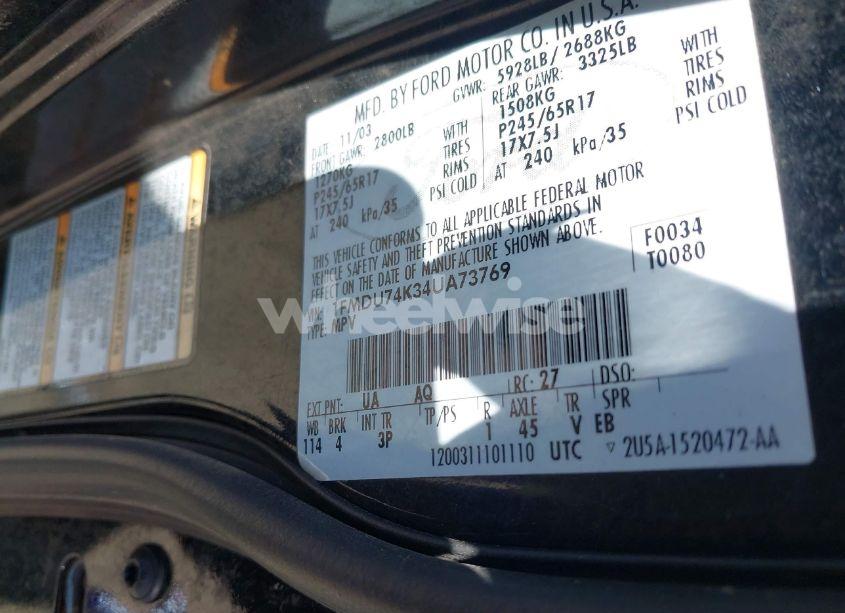 MFD. BY FORD MOTOR CO. IN U.S.A.
DATE 11/03 GVWR: 5928LB/ 2688KG
FRONT GAWR: 2800LB REAR GAWR: 3325LB
1270KG WITH 1508KG WITH
P245/65R17 TIRES P245/65R17 TIRES
17X7.5J RIMS 17X7.5J RIMS
AT 240 kPa/35 PSI COLD AT 240 kPa/35 PSI COLD
THIS VEHICLE CONFORMS TO ALL APPLICABLE FEDERAL MOTOR
VEHICLE SAFETY AND THEFT PREVENTION STANDARDS IN
EFFECT ON THE DATE OF MANUFACTURE SHOWN ABOVE.
F0034
T0080
VIN: 1FMDU74K34UA73769
TYPE: MPV
wheelwise
EXT PNT: UA AQ RC: 27 DSO:
WB BRK INT TR TP/PS R AXLE TR SPR
114 4 3P 1 45 V EB
1200311101110 UTC ▽ 2U5A-1520472-AA
WARNING